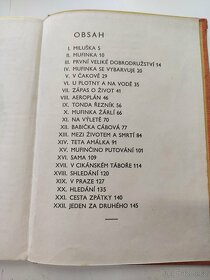 OBSAH
I. MILUŠKA 5
II. MUFINKA 10
III. PRVNÍ VELIKÉ DOBRODRUŽSTVÍ 14
IV. MUFINKA SE VYBARVUJE 20
V. V ČAKOVĚ 29
VI. U PLOTNY A NA VODĚ 35
VII. ZÁPAS O ŽIVOT 41
VIII. AEROPLÁN 46
IX. TONDA ŘEZNÍK 56
X. MUFINKA ŽÁRLÍ 66
XI. NA VÝLETĚ 70
XII. BABIČKA CÁBOVÁ 77
XIII. MEZI ŽIVOTEM A SMRTÍ 84
XIV. TETA AMÁLKA 91
XV. MUFINČINO PUTOVÁNÍ 101
XVI. SAMA 109
XVII. V CIKÁNSKÉM TÁBOŘE 114
XVIII. SHLEDÁNÍ 120
XIX. V PRAZE 127
XX. HLEDÁNÍ 135
XXI. CESTA ZPÁTKY 140
XXII. JEDEN ZA DRUHÉHO 145